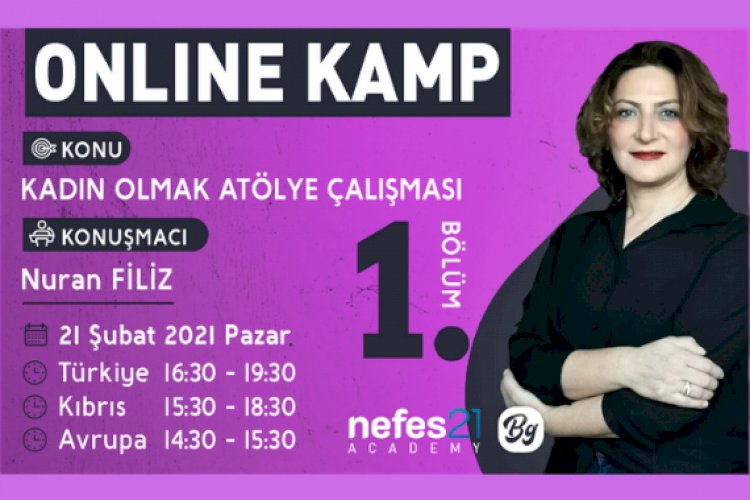 ONLINE KAMP
KONU
KADIN OLMAK ATÖLYE ÇALIŞMASI
KONUŞMACI
Nuran FİLİZ
1.
BÖLÜM
21 Şubat 2021 Pazar
Türkiye 16:30 - 19:30
Kıbrıs 15:30 - 18:30
Avrupa 14:30 - 15:30
nefes21
ACADEMY
Bg